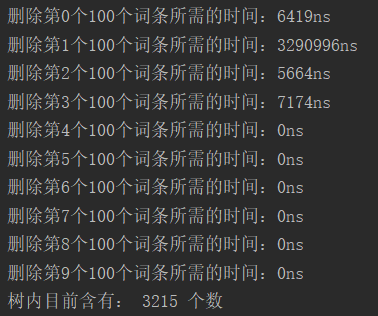 删除第0个100个词条所需的时间：6419ns
删除第1个100个词条所需的时间：3290996ns
删除第2个100个词条所需的时间：5664ns
删除第3个100个词条所需的时间：7174ns
删除第4个100个词条所需的时间：0ns
删除第5个100个词条所需的时间：0ns
删除第6个100个词条所需的时间：0ns
删除第7个100个词条所需的时间：0ns
删除第8个100个词条所需的时间：0ns
删除第9个100个词条所需的时间：0ns
树内目前含有： 3215 个数